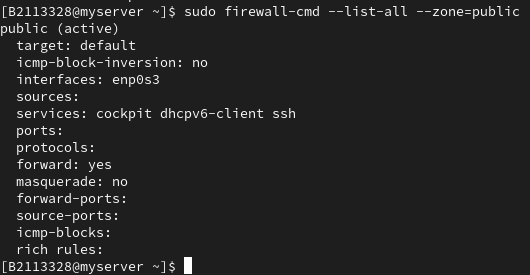 [B2113328@myserver ~]$ sudo firewall-cmd --list-all --zone=public
public (active)
  target: default
  icmp-block-inversion: no
  interfaces: enp0s3
  sources:
  services: cockpit dhcpv6-client ssh
  ports:
  protocols:
  forward: yes
  masquerade: no
  forward-ports:
  source-ports:
  icmp-blocks:
  rich rules:
[B2113328@myserver ~]$